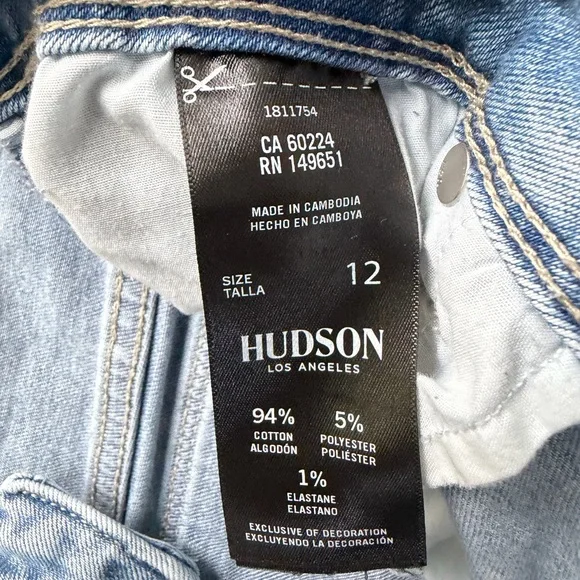 1811754
CA 60224
RN 149651
MADE IN CAMBODIA
HECHO EN CAMBOYA
SIZE
TALLA
12
HUDSON
LOS ANGELES
94%
COTTON
ALGODÓN
5%
POLYESTER
POLIÉSTER
1%
ELASTANE
ELASTANO
EXCLUSIVE OF DECORATION
EXCLUYENDO LA DECORACIÓN